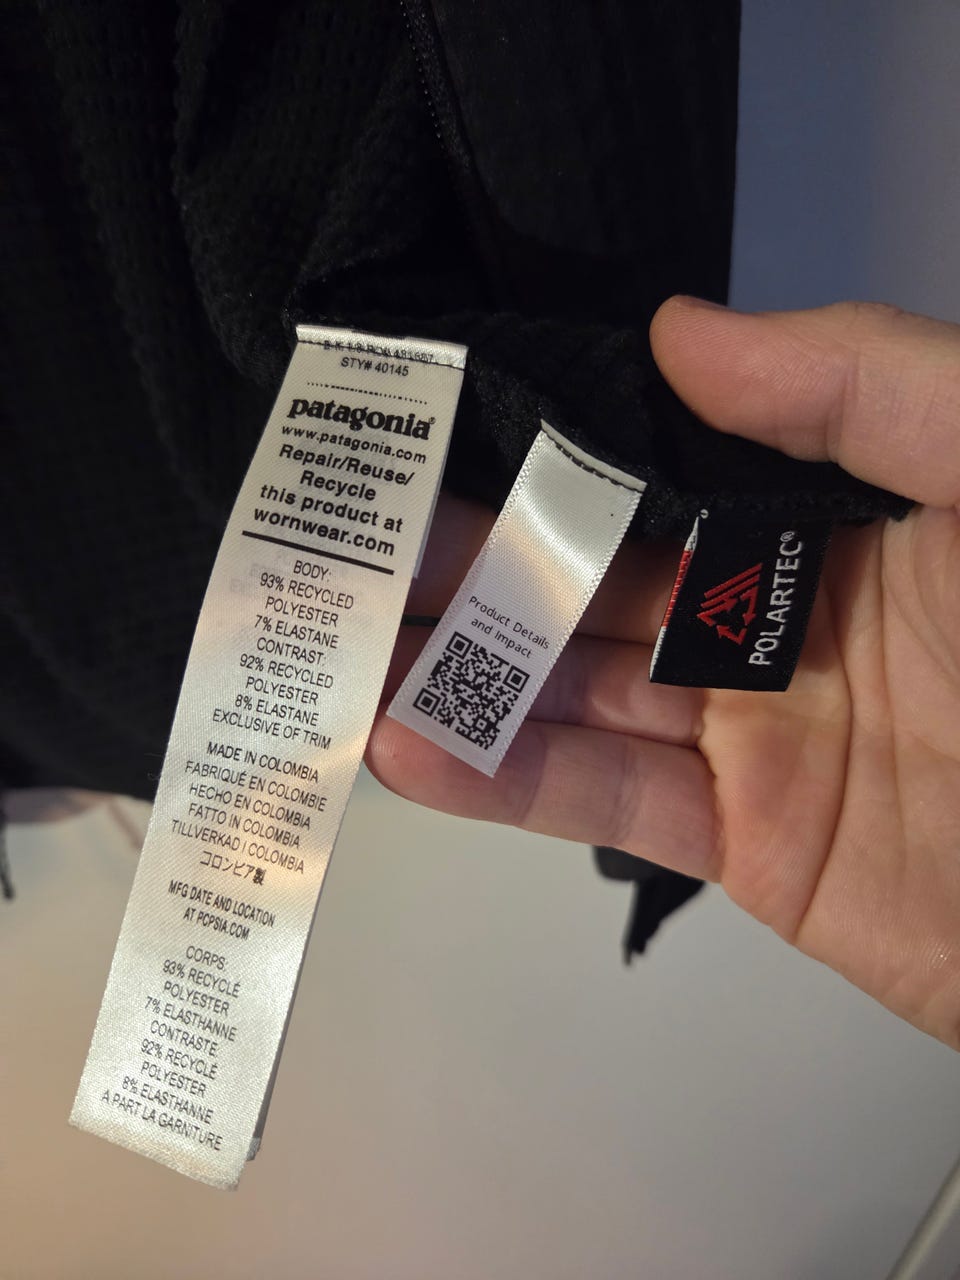 STY# 40145
patagonia®
www.patagonia.com
Repair/Reuse/
Recycle
this product at
wornwear.com
BODY:
93% RECYCLED
POLYESTER
7% ELASTANE
CONTRAST:
92% RECYCLED
POLYESTER
8% ELASTANE
EXCLUSIVE OF TRIM
MADE IN COLOMBIA
FABRIQUÉ EN COLOMBIE
HECHO EN COLOMBIA
FATTO IN COLOMBIA
TILLVERKAD I COLOMBIA
コロンビア製
MFG DATE AND LOCATION
AT PCPSIA.COM
CORPS:
93% RECYCLÉ
POLYESTER
7% ELASTHANNE
CONTRASTE:
92% RECYCLÉ
POLYESTER
8% ELASTHANNE
A PART LA GARNITURE
Product Details
and Impact
POLARTEC®